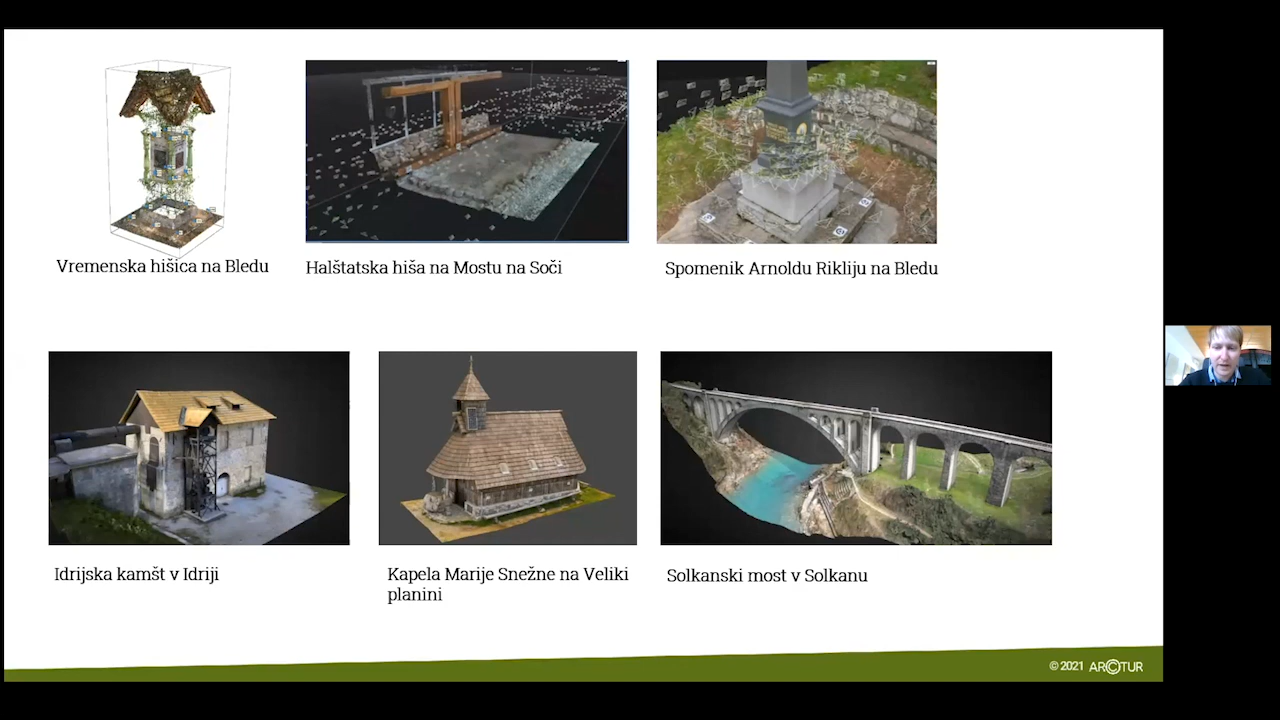 Vremenska hišica na Bledu
Halštatska hiša na Mostu na Soči
Spomenik Arnoldu Rikliju na Bledu
Idrijska kamšt v Idriji
Kapela Marije Snežne na Veliki
planini
Solkanski most v Solkanu
© 2021 ARCTUR